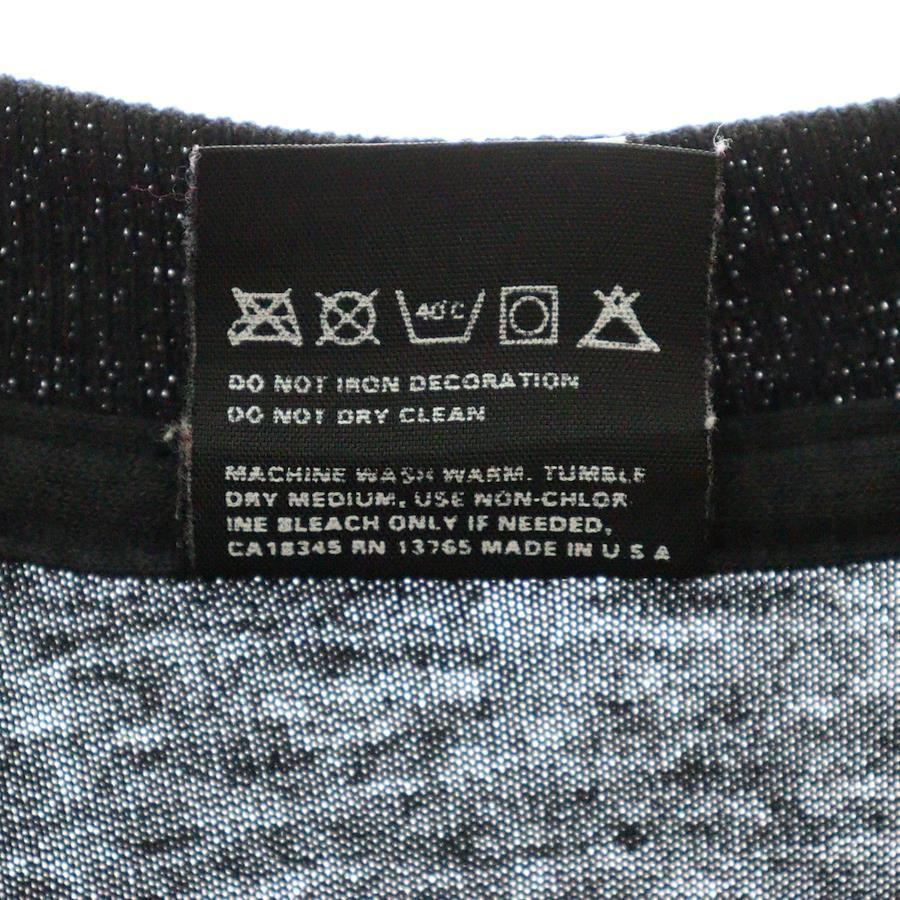 40°C
DO NOT IRON DECORATION
DO NOT DRY CLEAN
MACHINE WASH WARM. TUMBLE
DRY MEDIUM, USE NON-CHLOR
INE BLEACH ONLY IF NEEDED,
CA18345 RN 13765 MADE IN U S A